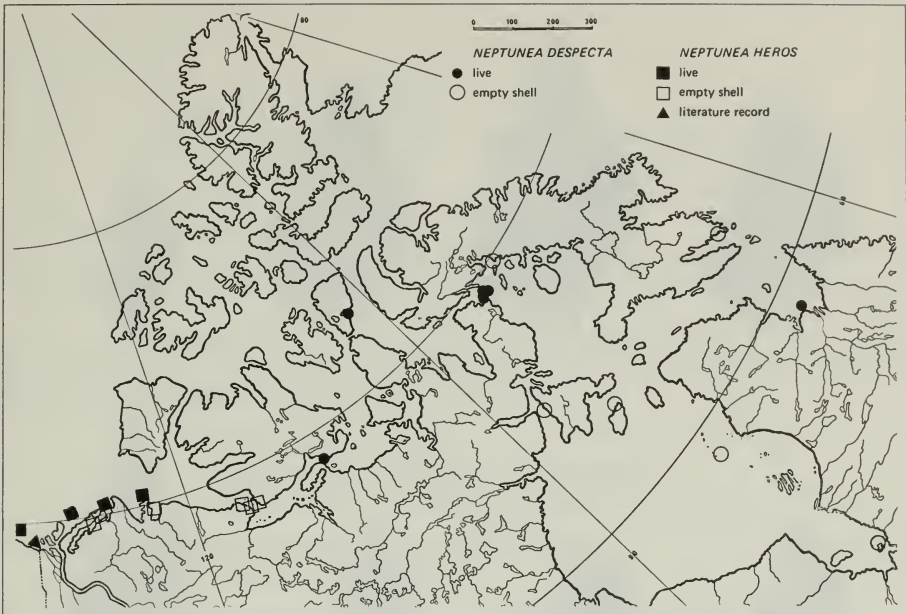 0 100 200 300
NEPTUNEA DESPECTA
live
empty shell
NEPTUNEA HEROS
live
empty shell
literature record
80
120